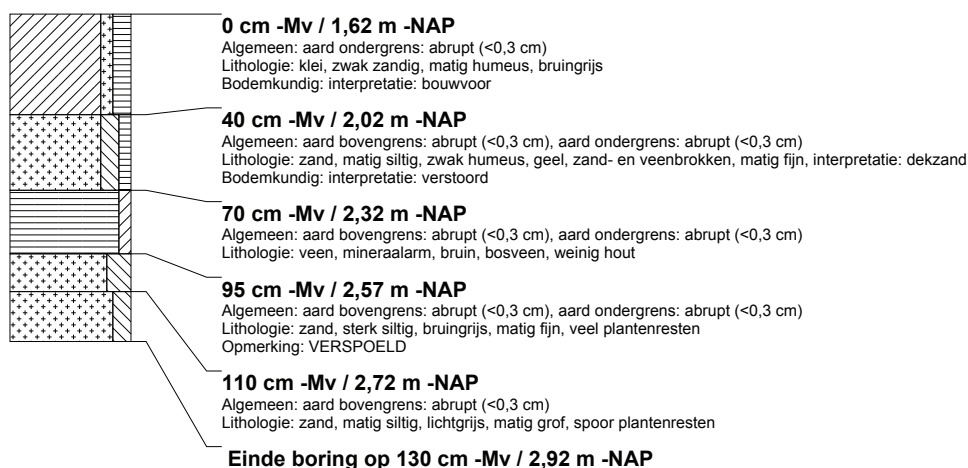 0 cm -Mv / 1,62 m -NAP
Algemeen: aard ondergrens: abrupt (<0,3 cm)
Lithologie: klei, zwak zandig, matig humeus, bruingrijs
Bodemkundig: interpretatie: bouwvoor
40 cm -Mv / 2,02 m -NAP
Algemeen: aard bovengrens: abrupt (<0,3 cm), aard ondergrens: abrupt (<0,3 cm)
Lithologie: zand, matig siltig, zwak humeus, geel, zand- en veenbrokken, matig fijn, interpretatie: dekzand
Bodemkundig: interpretatie: verstoord
70 cm -Mv / 2,32 m -NAP
Algemeen: aard bovengrens: abrupt (<0,3 cm), aard ondergrens: abrupt (<0,3 cm)
Lithologie: veen, mineraalarm, bruin, bosveen, weinig hout
95 cm -Mv / 2,57 m -NAP
Algemeen: aard bovengrens: abrupt (<0,3 cm), aard ondergrens: abrupt (<0,3 cm)
Lithologie: zand, sterk siltig, bruingrijs, matig fijn, veel plantenresten
Opmerking: VERSPOELD
110 cm -Mv / 2,72 m -NAP
Algemeen: aard bovengrens: abrupt (<0,3 cm)
Lithologie: zand, matig siltig, lichtgrijs, matig grof, spoor plantenresten
Einde boring op 130 cm -Mv / 2,92 m -NAP